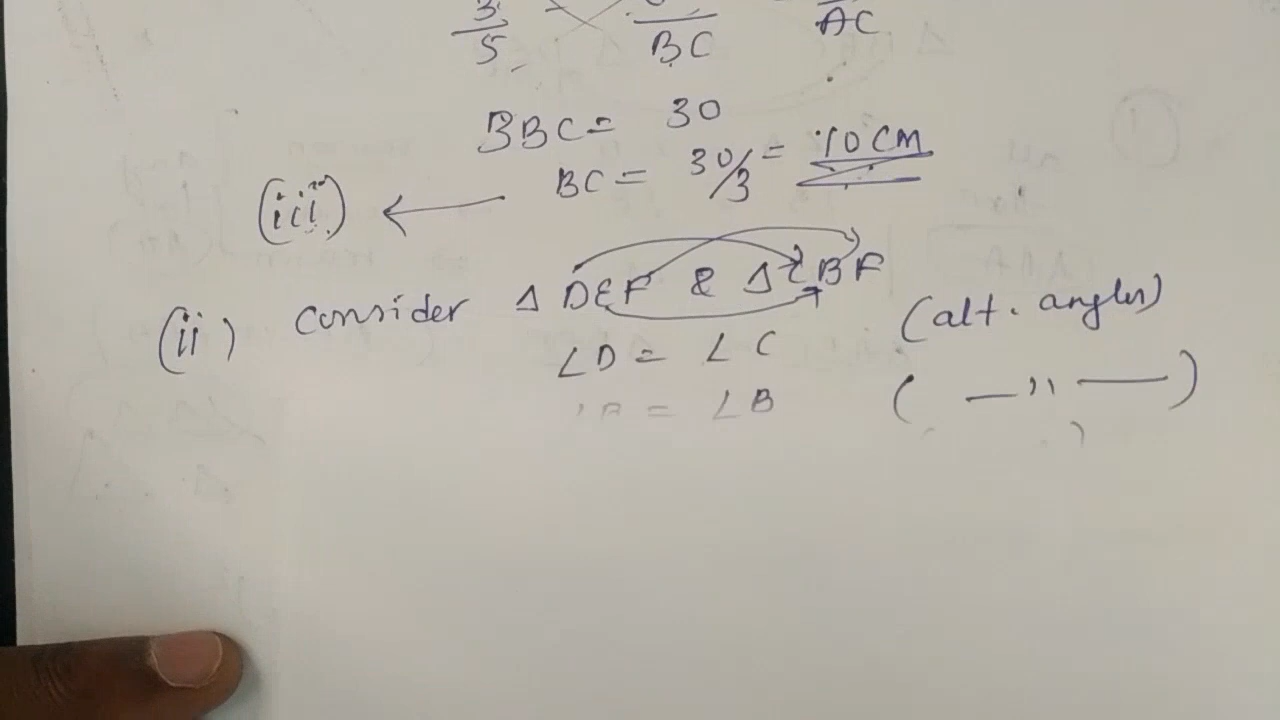 3/5 = /BC /AC
3BC = 30
BC = 30/3 = 10 CM
(iii) ←
(ii) consider Δ DEF & Δ CBF
∠D = ∠C (alt. angles)
= ∠B ( —"— )